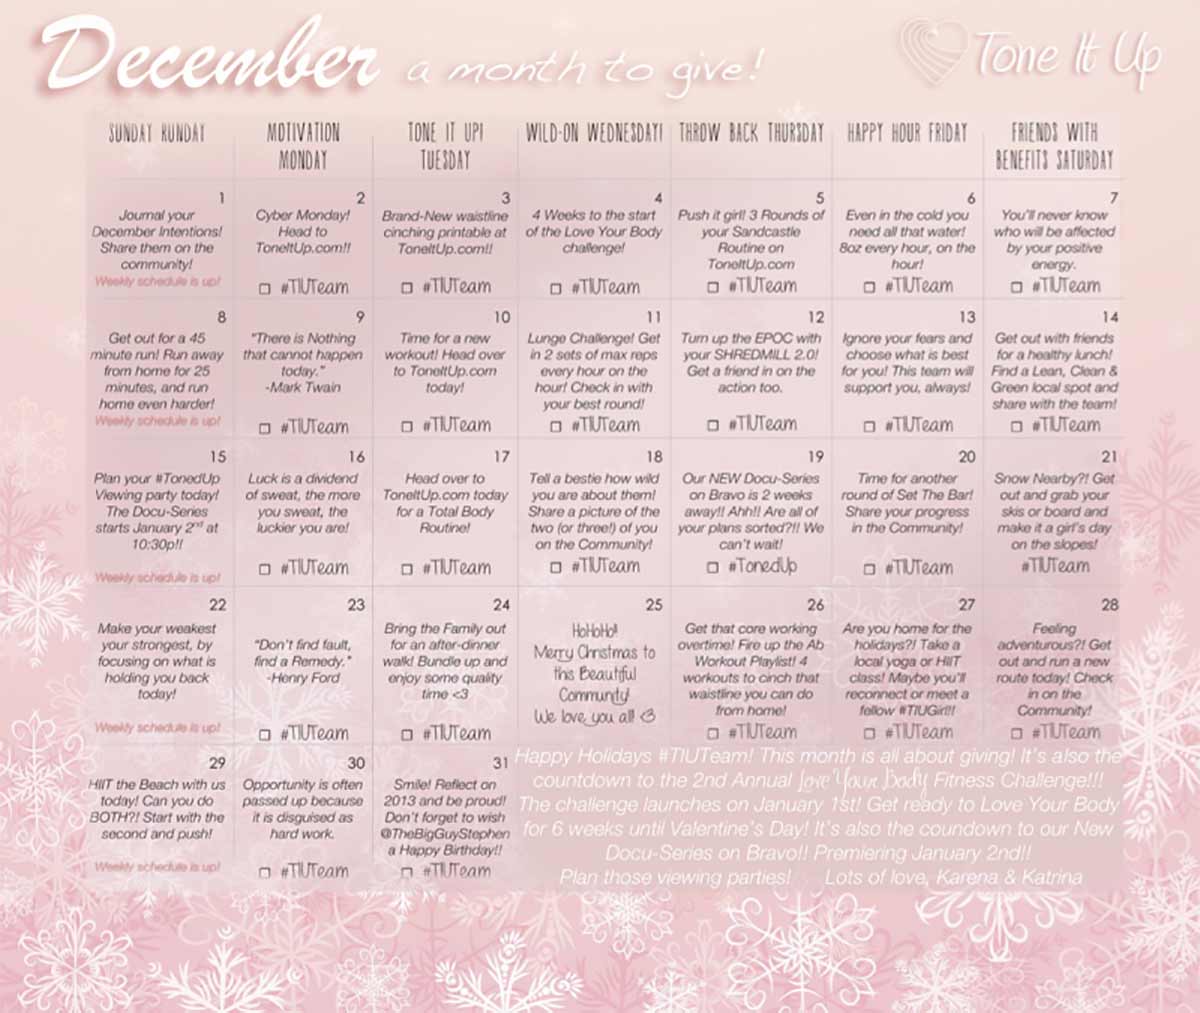 December a month to give!
Tone It Up
SUNDAY RUNDAY
MOTIVATION
MONDAY
TONE IT UP!
TUESDAY
WILD-ON WEDNESDAY!
THROW BACK THURSDAY
HAPPY HOUR FRIDAY
FRIENDS WITH
BENEFITS SATURDAY
1
Journal your
December Intentions!
Share them on the
community!
Weekly schedule is up!
2
Cyber Monday!
Head to
ToneItUp.com!!
#TIUTeam
3
Brand-New waistline
cinching printable at
ToneItUp.com!!
#TIUTeam
4
4 Weeks to the start
of the Love Your Body
challenge!
#TIUTeam
5
Push it girl! 3 Rounds of
your Sandcastle
Routine on
ToneItUp.com
#TIUTeam
6
Even in the cold you
need all that water!
8oz every hour, on the
hour!
#TIUTeam
7
You'll never know
who will be affected
by your positive
energy.
#TIUTeam
8
Get out for a 45
minute run! Run away
from home for 25
minutes, and run
home even harder!
Weekly schedule is up!
9
"There is Nothing
that cannot happen
today."
-Mark Twain
#TIUTeam
10
Time for a new
workout! Head over
to ToneItUp.com
today!
#TIUTeam
11
Lunge Challenge! Get
in 2 sets of max reps
every hour on the
hour! Check in with
your best round!
#TIUTeam
12
Turn up the EPOC with
your SHREDMILL 2.0!
Get a friend in on the
action too.
#TIUTeam
13
Ignore your fears and
choose what is best
for you! This team will
support you, always!
#TIUTeam
14
Get out with friends
for a healthy lunch!
Find a Lean, Clean &
Green local spot and
share with the team!
#TIUTeam
15
Plan your #TonedUp
Viewing party today!
The Docu-Series
starts January 2nd at
10:30p!!
Weekly schedule is up!
16
Luck is a dividend
of sweat, the more
you sweat, the
luckier you are!
#TIUTeam
17
Head over to
ToneItUp.com today
for a Total Body
Routine!
#TIUTeam
18
Tell a bestie how wild
you are about them!
Share a picture of the
two (or three!) of you
on the Community!
#TIUTeam
19
Our NEW Docu-Series
on Bravo is 2 weeks
away!! Ahh!! Are all of
your plans sorted?!! We
can't wait!
#TonedUp
20
Time for another
round of Set The Bar!
Share your progress
in the Community!
#TIUTeam
21
Snow Nearby?! Get
out and grab your
skis or board and
make it a girl's day
on the slopes!
#TIUTeam
22
Make your weakest
your strongest, by
focusing on what is
holding you back
today!
Weekly schedule is up!
23
"Don't find fault,
find a Remedy."
-Henry Ford
#TIUTeam
24
Bring the Family out
for an after-dinner
walk! Bundle up and
enjoy some quality
time <3
#TIUTeam
25
HoHoHo!!
Merry Christmas to
this Beautiful
Community!
We love you all! <3
26
Get that core working
overtime! Fire up the Ab
Workout Playlist! 4
workouts to cinch that
waistline you can do
from home!
#TIUTeam
27
Are you home for the
holidays?! Take a
local yoga or HIIT
class! Maybe you'll
reconnect or meet a
fellow #TIUGirl!!
#TIUTeam
28
Feeling
adventurous?! Get
out and run a new
route today! Check
in on the
Community!
#TIUTeam
29
HIIT the Beach with us
today! Can you do
BOTH?! Start with the
second and push!
Weekly schedule is up!
30
Opportunity is often
passed up because
it is disguised as
hard work.
#TIUTeam
31
Smile! Reflect on
2013 and be proud!
Don't forget to wish
@TheBigGuyStephen
a Happy Birthday!!
#TIUTeam
Happy Holidays #TIUTeam! This month is all about giving! It's also the
countdown to the 2nd Annual Love Your Body Fitness Challenge!!!
The challenge launches on January 1st! Get ready to Love Your Body
for 6 weeks until Valentine's Day! It's also the coundown to our New
Docu-Series on Bravo!! Premiering January 2nd!!
Plan those viewing parties! Lots of love, Karena & Katrina